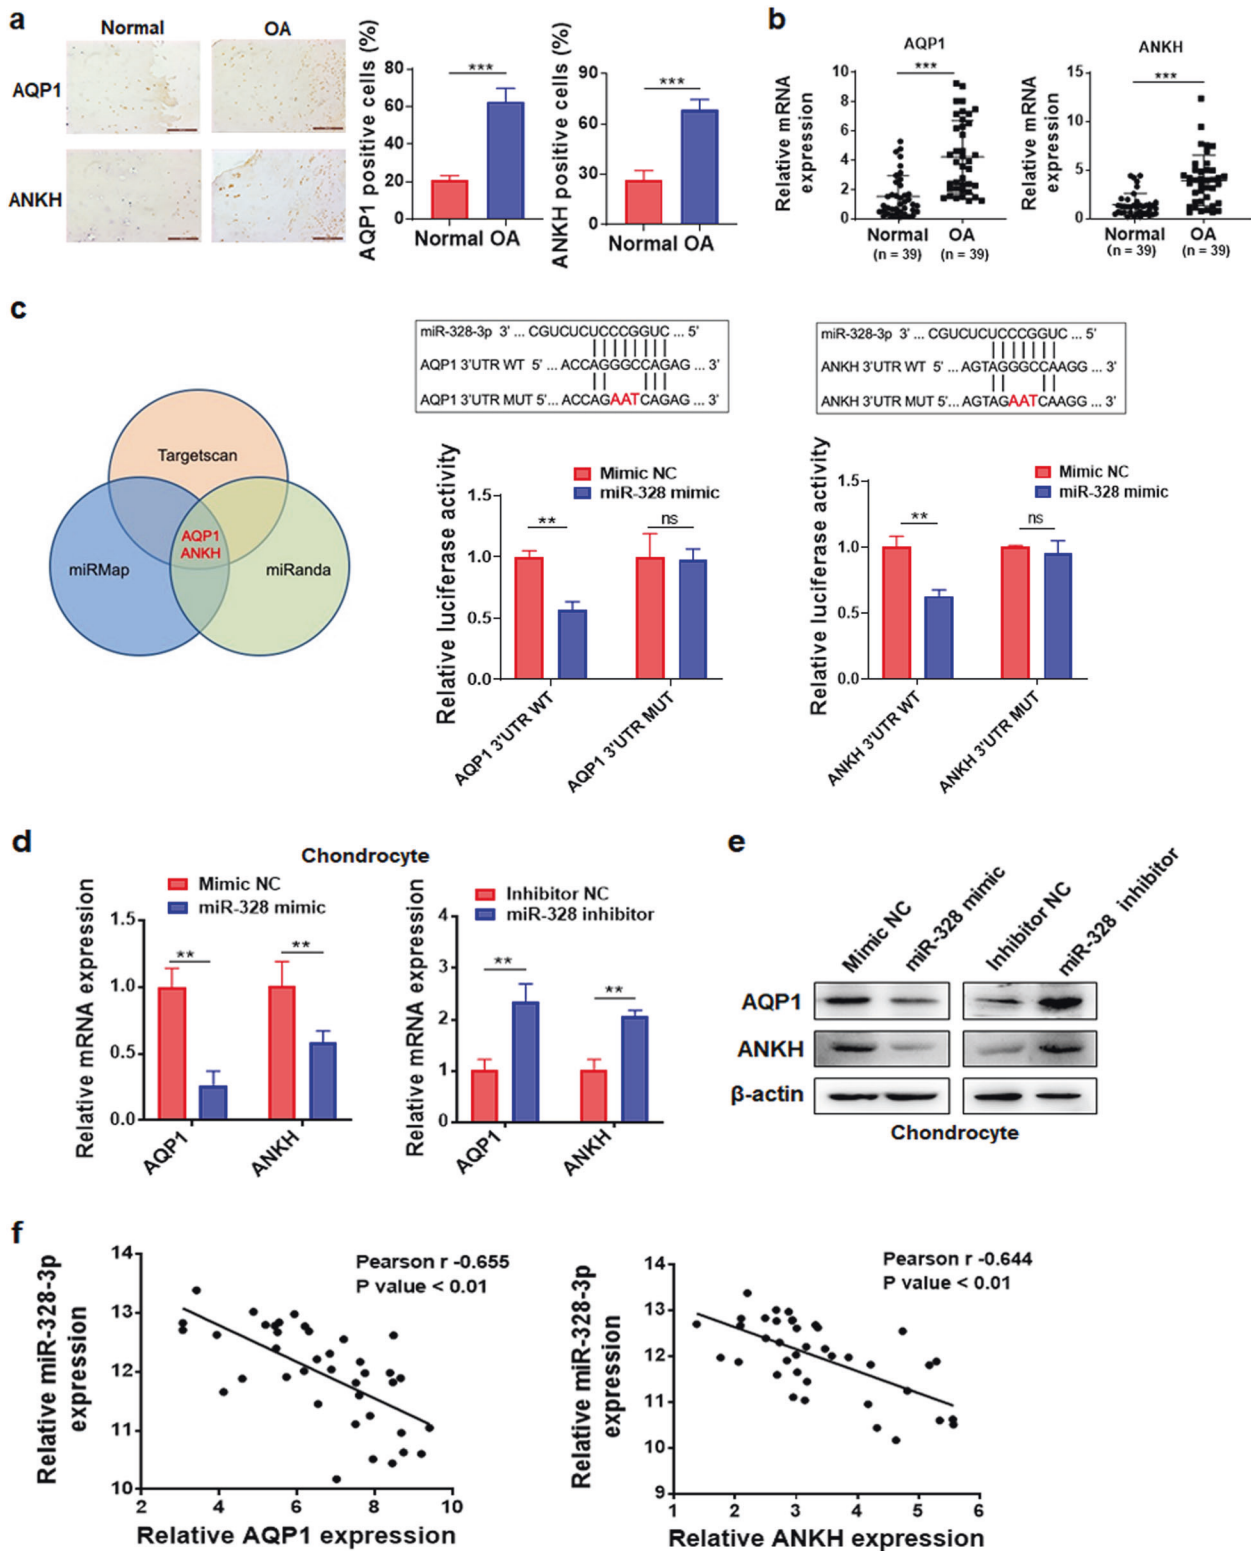 a
Normal
OA
AQP1
ANKH
AQP1 positive cells (%)
80
60
40
20
0
***
Normal OA
ANKH positive cells (%)
90
60
30
0
***
Normal OA
b
AQP1
***
Relative mRNA
expression
10
8
6
4
2
0
Normal
(n = 39)
OA
(n = 39)
ANKH
***
Relative mRNA
expression
15
10
5
0
Normal
(n = 39)
OA
(n = 39)
c
Targetscan
AQP1
ANKH
miRMap
miRanda
miR-328-3p 3' ... CGUCUCUCCCGGUC ... 5'
AQP1 3'UTR WT 5' ... ACCAGGGCCAGAG ... 3'
AQP1 3'UTR MUT 5'... ACCAGAATCAGAG ... 3'
Mimic NC
miR-328 mimic
Relative luciferase activity
1.5
1.0
0.5
0.0
**
ns
AQP1 3'UTR WT
AQP1 3'UTR MUT
miR-328-3p 3' ... CGUCUCUCCCGGUC ... 5'
ANKH 3'UTR WT 5' ... AGTAGGGCCAAGG ... 3'
ANKH 3'UTR MUT 5'... AGTAGAATCAAGG ... 3'
Mimic NC
miR-328 mimic
Relative luciferase activity
1.5
1.0
0.5
0.0
**
ns
ANKH 3'UTR WT
ANKH 3'UTR MUT
d
Chondrocyte
Mimic NC
miR-328 mimic
Relative mRNA expression
1.5
1.0
0.5
0.0
**
**
AQP1
ANKH
Inhibitor NC
miR-328 inhibitor
Relative mRNA expression
4
3
2
1
0
**
**
AQP1
ANKH
e
Mimic NC
miR-328 mimic
Inhibitor NC
miR-328 inhibitor
AQP1
ANKH
β-actin
Chondrocyte
f
Pearson r -0.655
P value < 0.01
Relative miR-328-3p
expression
14
13
12
11
10
2
4
6
8
10
Relative AQP1 expression
Pearson r -0.644
P value < 0.01
Relative miR-328-3p
expression
14
13
12
11
10
9
1
2
3
4
5
6
Relative ANKH expression